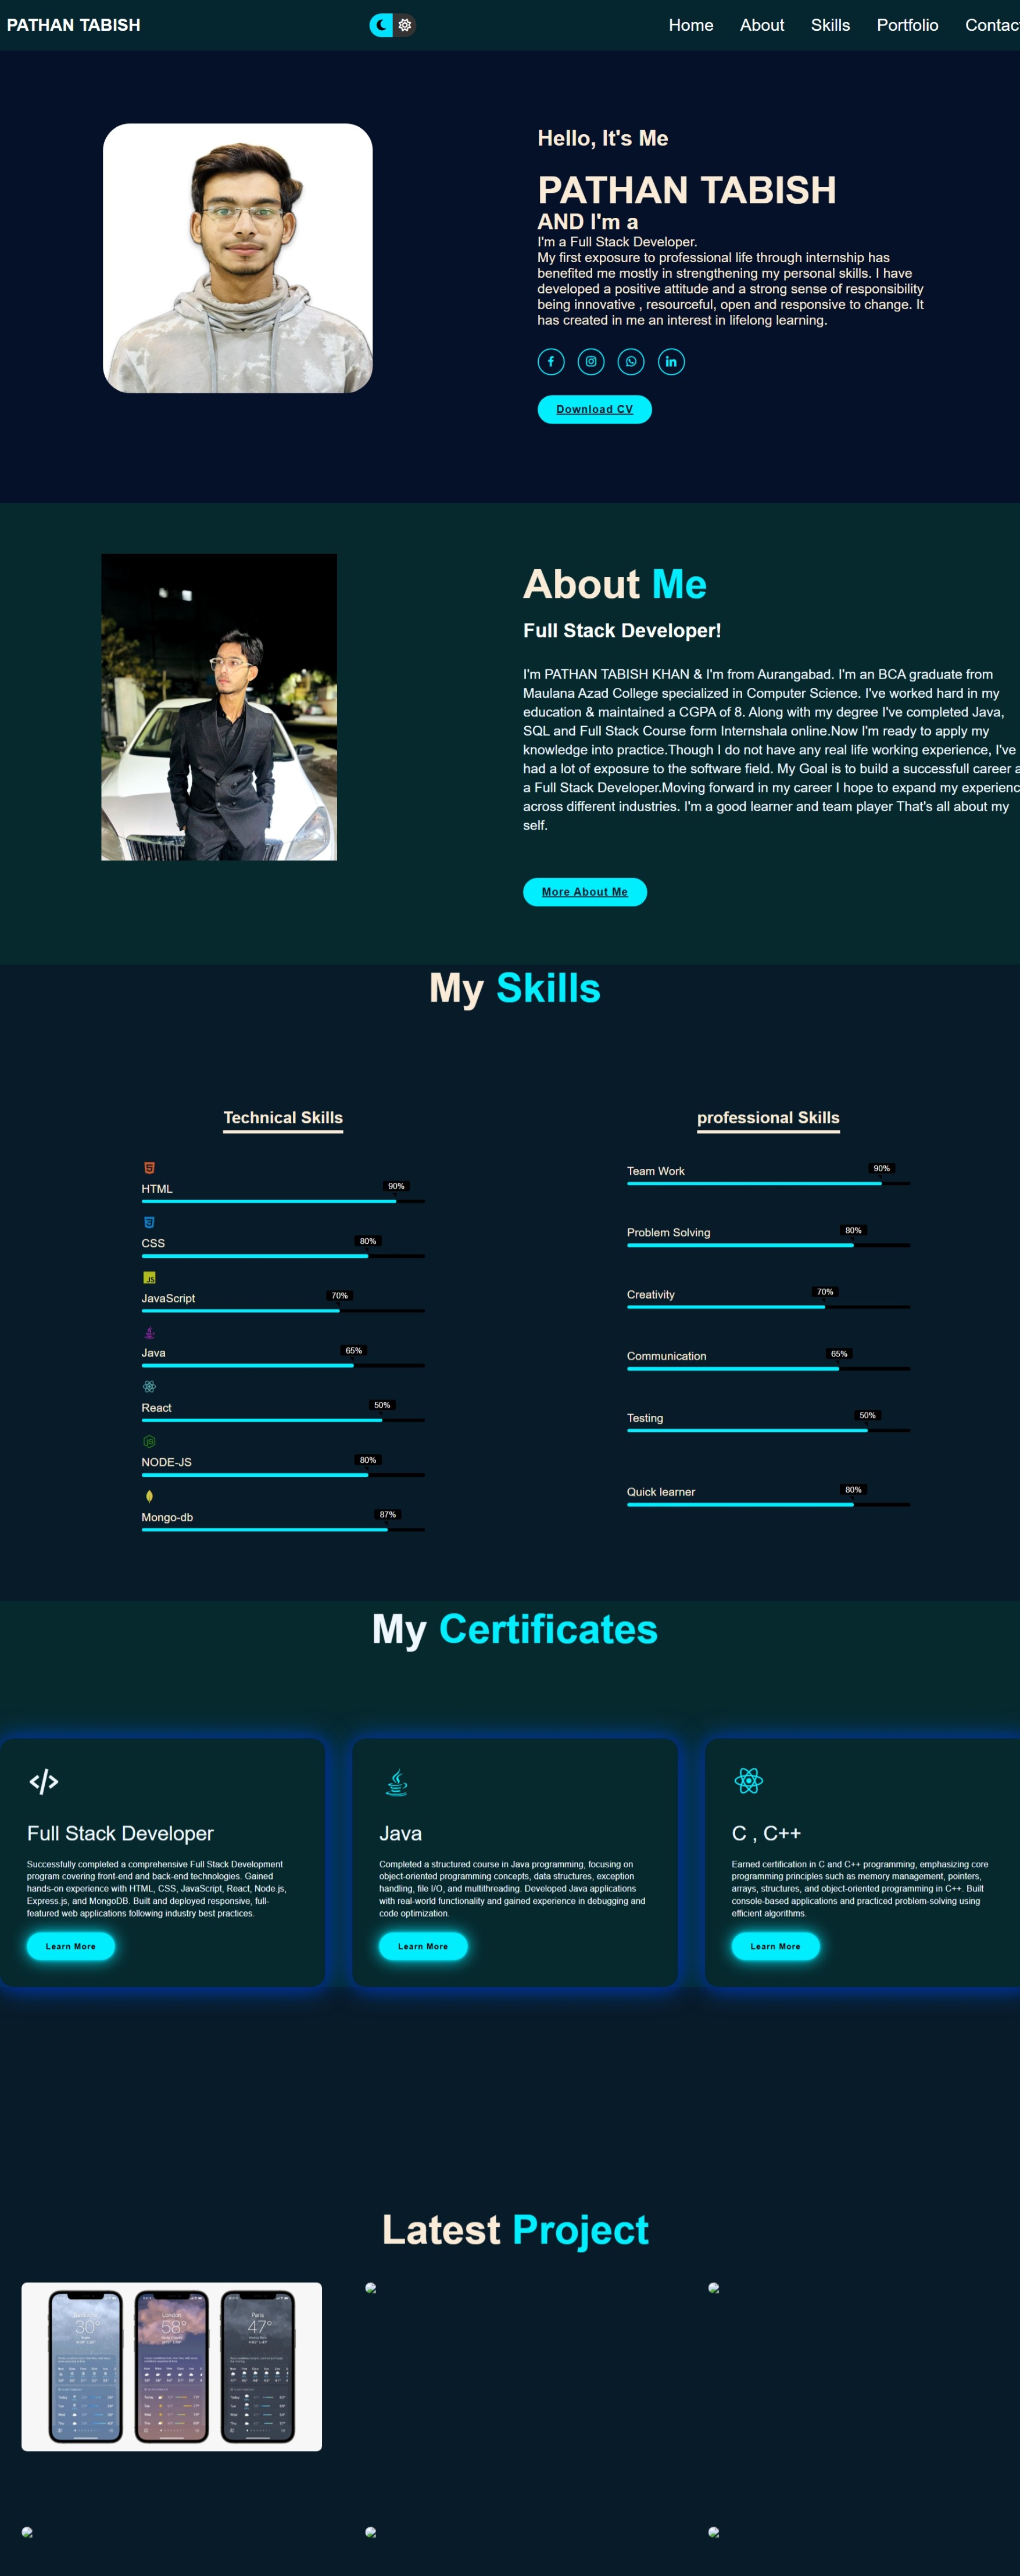 PATHAN TABISH
Home About Skills Portfolio Contac
Hello, It's Me
PATHAN TABISH
AND I'm a
I'm a Full Stack Developer.
My first exposure to professional life through internship has
benefited me mostly in strengthening my personal skills. I have
developed a positive attitude and a strong sense of responsibility
being innovative , resourceful, open and responsive to change. It
has created in me an interest in lifelong learning.
Download CV
About Me
Full Stack Developer!
I'm PATHAN TABISH KHAN & I'm from Aurangabad. I'm an BCA graduate from
Maulana Azad College specialized in Computer Science. I've worked hard in my
education & maintained a CGPA of 8. Along with my degree I've completed Java,
SQL and Full Stack Course form Internshala online.Now I'm ready to apply my
knowledge into practice.Though I do not have any real life working experience, I've
had a lot of exposure to the software field. My Goal is to build a successfull career a
a Full Stack Developer.Moving forward in my career I hope to expand my experienc
across different industries. I'm a good learner and team player That's all about my
self.
More About Me
My Skills
Technical Skills
HTML 90%
CSS 80%
JavaScript 70%
Java 65%
React 50%
NODE-JS 80%
Mongo-db 87%
professional Skills
Team Work 90%
Problem Solving 80%
Creativity 70%
Communication 65%
Testing 50%
Quick learner 80%
My Certificates
Full Stack Developer
Successfully completed a comprehensive Full Stack Development
program covering front-end and back-end technologies. Gained
hands-on experience with HTML, CSS, JavaScript, React, Node.js,
Express.js, and MongoDB. Built and deployed responsive, full-
featured web applications following industry best practices.
Learn More
Java
Completed a structured course in Java programming, focusing on
object-oriented programming concepts, data structures, exception
handling, file I/O, and multithreading. Developed Java applications
with real-world functionality and gained experience in debugging and
code optimization.
Learn More
C , C++
Earned certification in C and C++ programming, emphasizing core
programming principles such as memory management, pointers,
arrays, structures, and object-oriented programming in C++. Built
console-based applications and practiced problem-solving using
efficient algorithms.
Learn More
Latest Project
30°
London
58°
Paris
47°